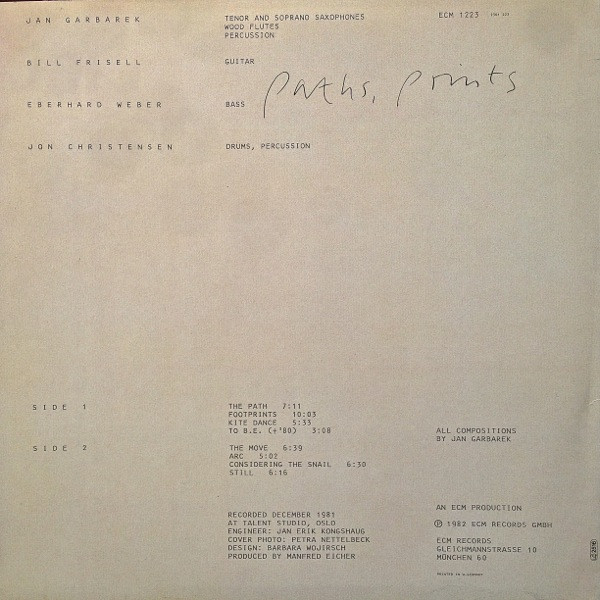 JAN GARBAREK
TENOR AND SOPRANO SAXOPHONES
WOOD FLUTES
PERCUSSION
ECM 1223
BILL FRISELL
GUITAR
paths, prints
EBERHARD WEBER
BASS
JON CHRISTENSEN
DRUMS, PERCUSSION
SIDE 1
THE PATH 7:11
FOOTPRINTS 10:03
KITE DANCE 5:33
TO B.E. (+'80) 3:08
SIDE 2
THE MOVE 6:39
ARC 5:02
CONSIDERING THE SNAIL 6:30
STILL 6:16
ALL COMPOSITIONS
BY JAN GARBAREK
RECORDED DECEMBER 1981
AT TALENT STUDIO, OSLO
ENGINEER: JAN ERIK KONGSHAUG
COVER PHOTO: PETRA NETTELBECK
DESIGN: BARBARA WOJIRSCH
PRODUCED BY MANFRED EICHER
AN ECM PRODUCTION
℗ 1982 ECM RECORDS GMBH
ECM RECORDS
GLEICHMANNSTRASSE 10
MÜNCHEN 60
PRINTED IN W.GERMANY